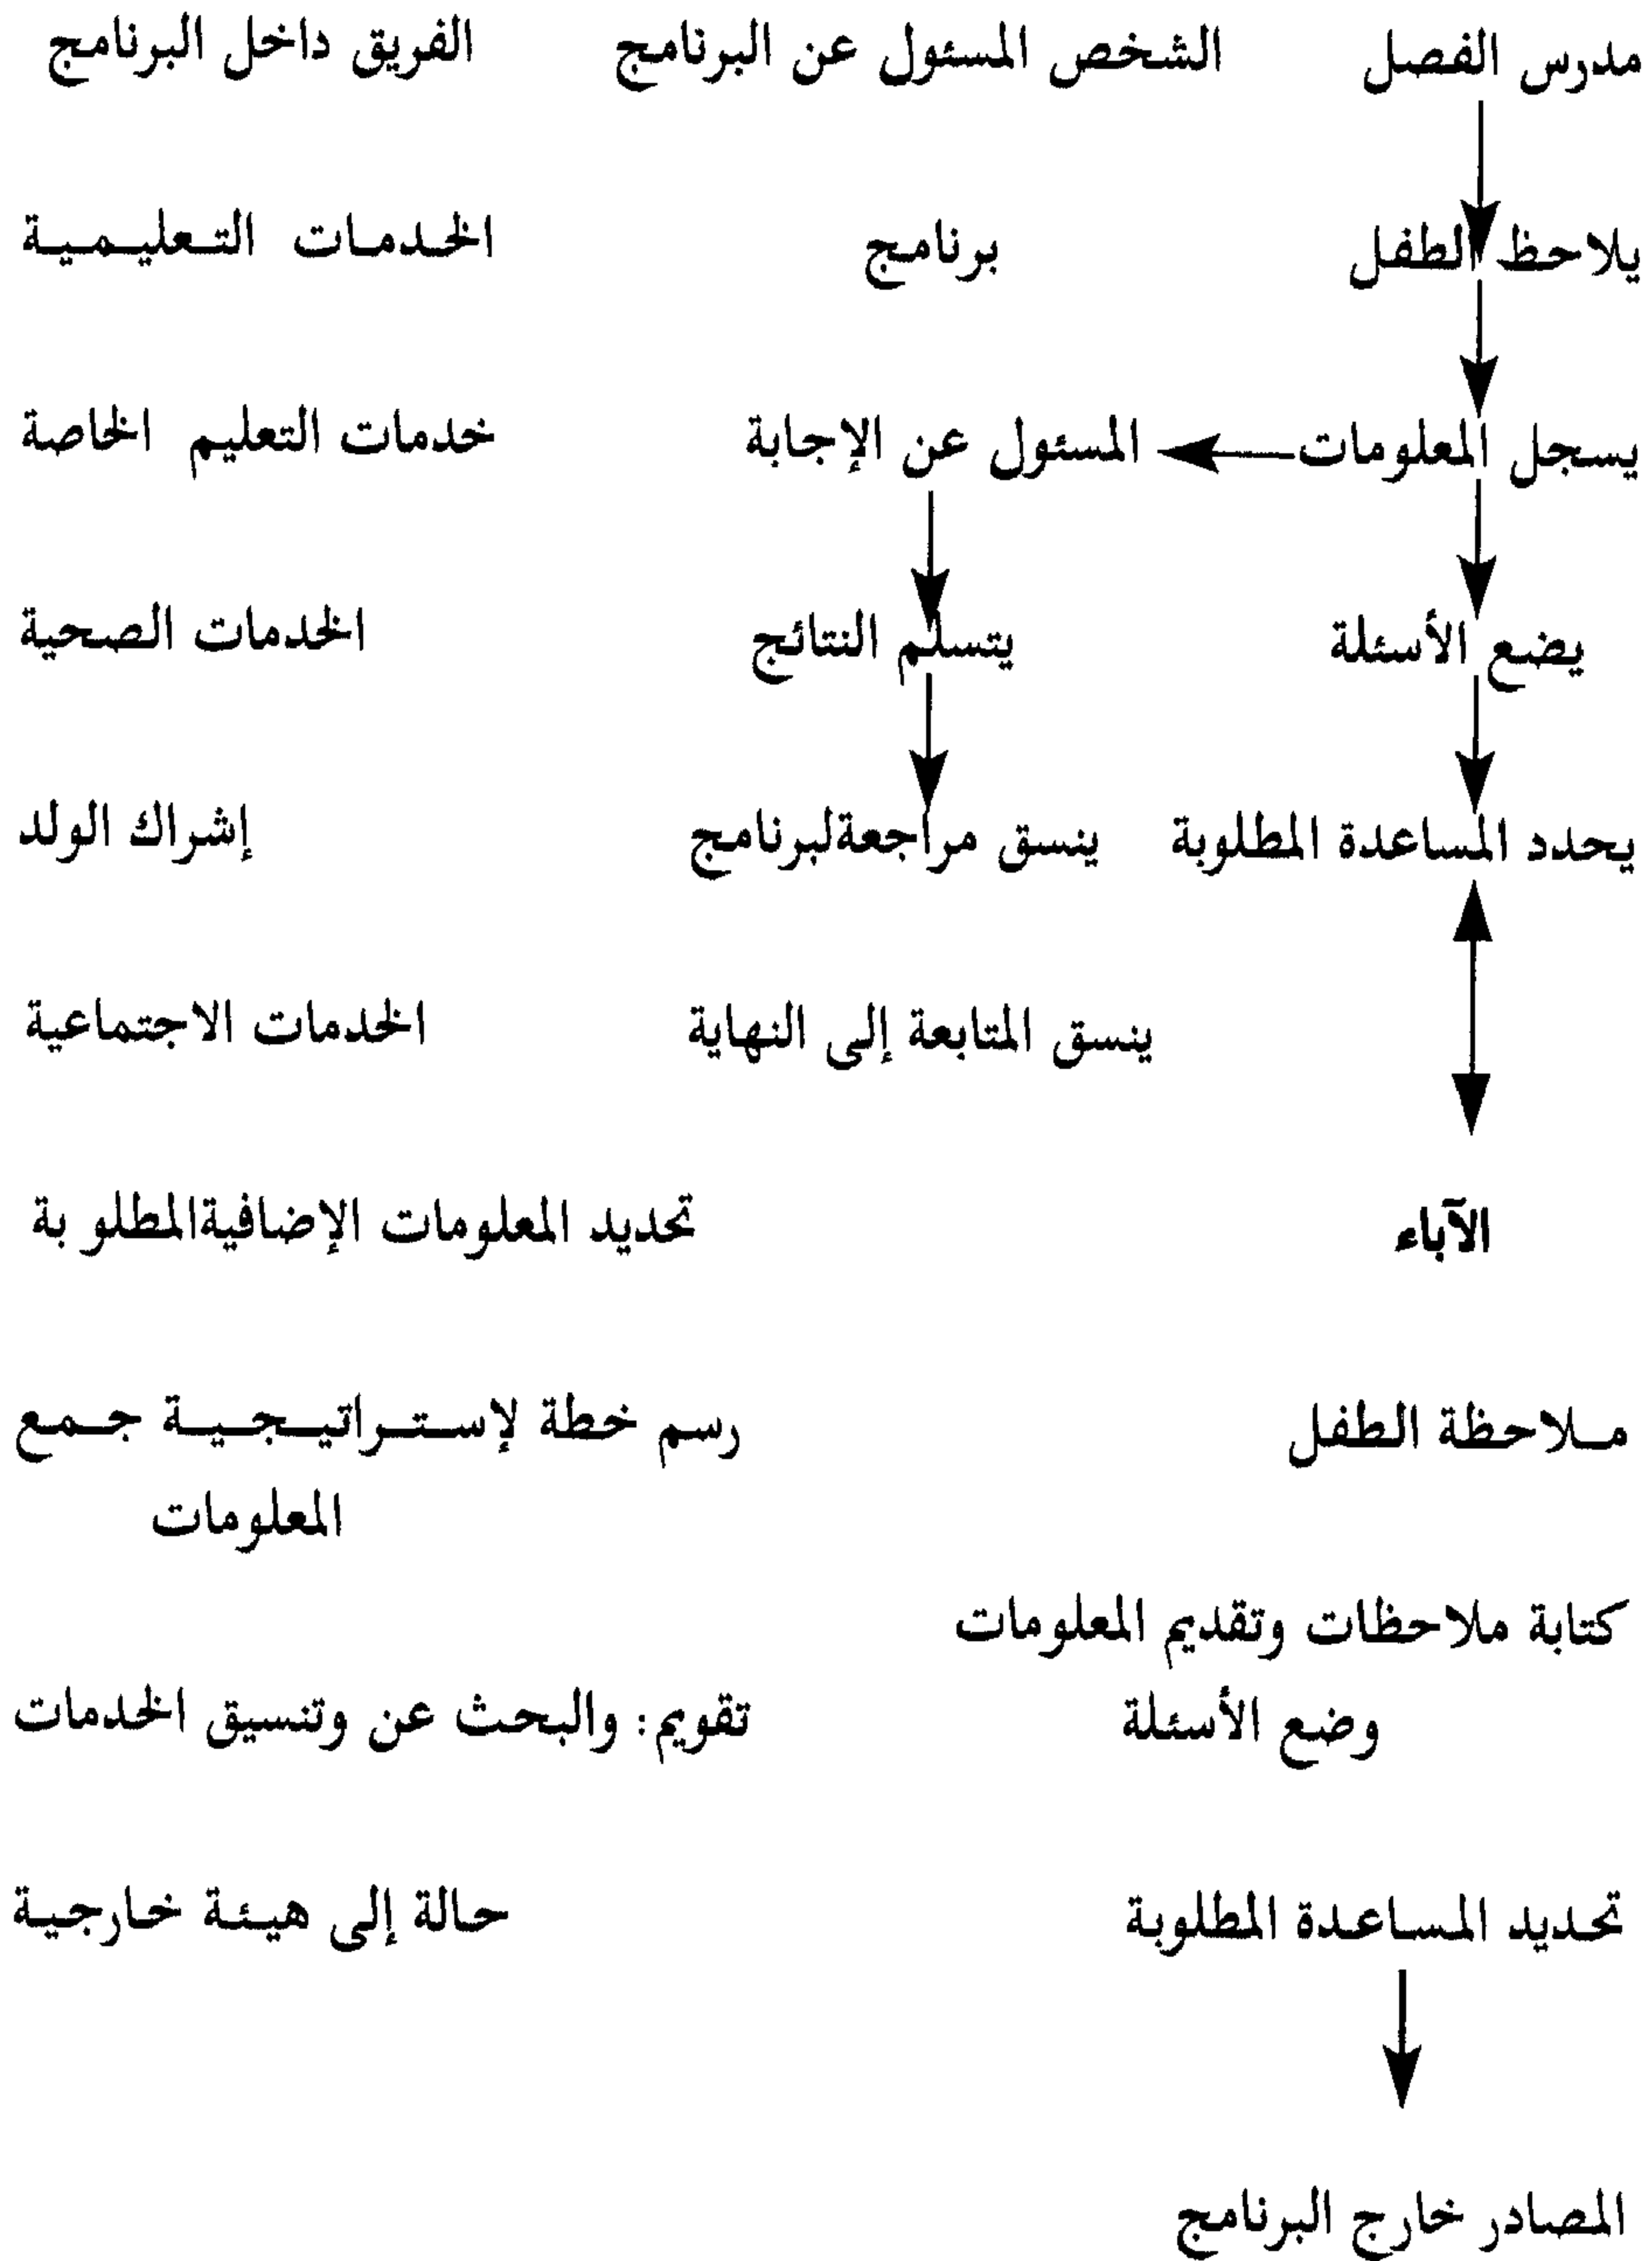 مدرس الفصل الشخص المسئول عن البرنامج الفريق داخل البرنامج
يلاحظ الطفل برنامج الخدمات التعليمية
يسجل المعلومات المسئول عن الإجابة خدمات التعليم الخاصة
يضع الأسئلة يتسلم النتائج الخدمات الصحية
يحدد المساعدة المطلوبة ينسق مراجعةلبرنامج إشراك الولد
ينسق المتابعة إلى النهاية الخدمات الاجتماعية
الآباء تحديد المعلومات الإضافيةالمطلو بة
ملاحظة الطفل رسم خطة لإستراتيجية جمع
المعلومات
كتابة ملاحظات وتقديم المعلومات
وضع الأسئلة تقويم: والبحث عن وتنسيق الخدمات
تحديد المساعدة المطلوبة حالة إلى هيئة خارجية
المصادر خارج البرنامج